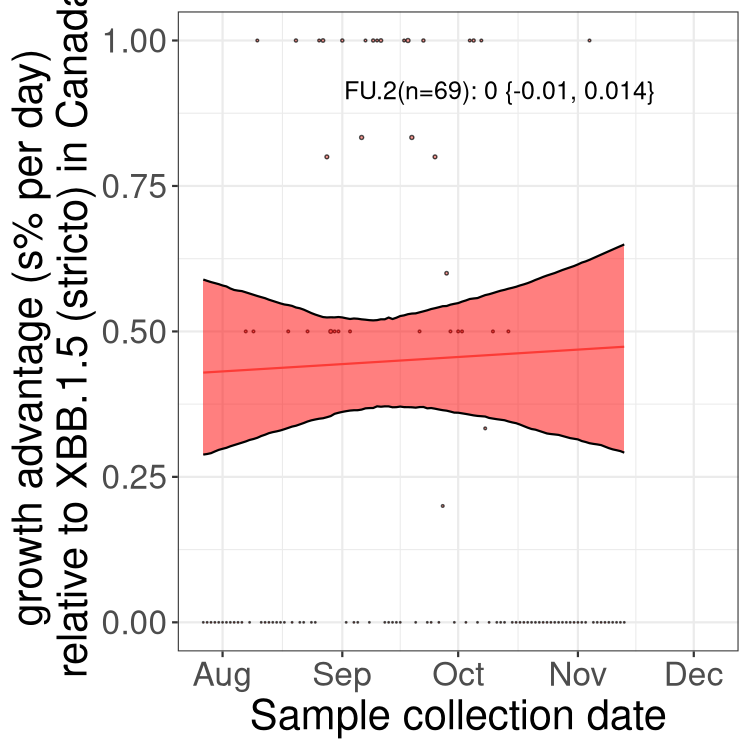 growth advantage (s% per day)
relative to XBB.1.5 (stricto) in Canada
1.00
0.75
0.50
0.25
0.00
FU.2(n=69): 0 {-0.01, 0.014}
Aug Sep Oct Nov Dec
Sample collection date